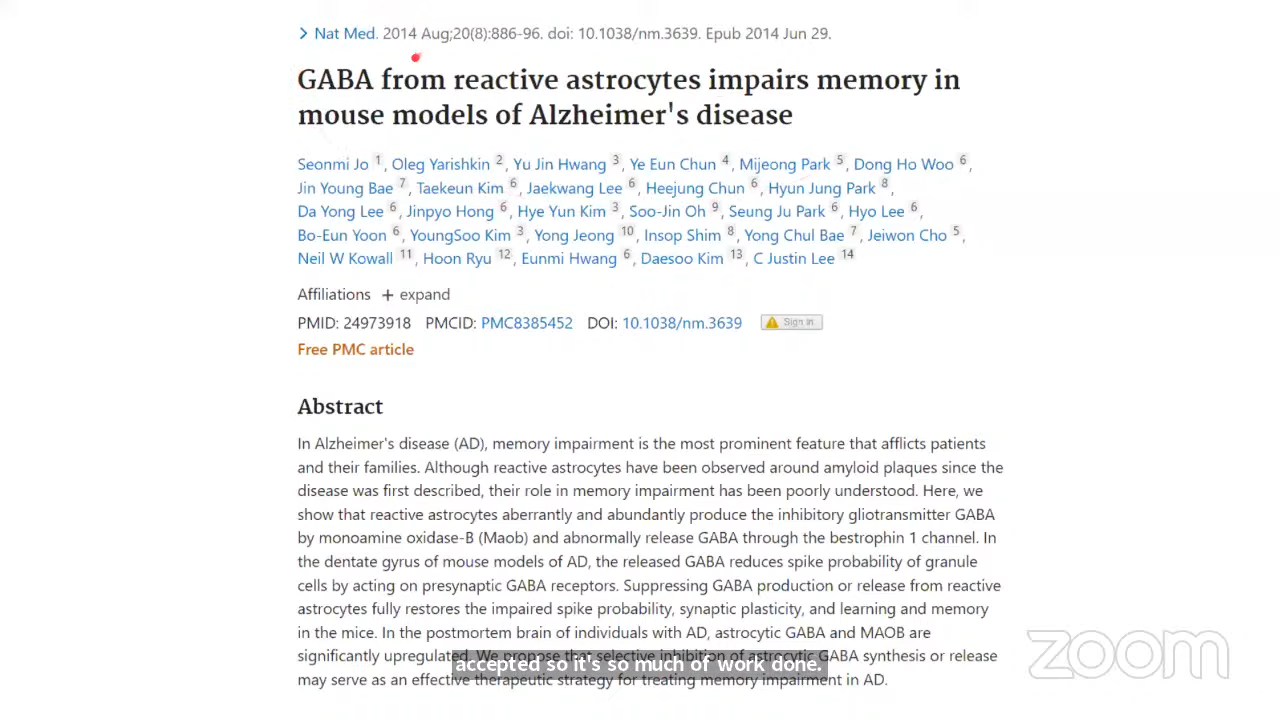 > Nat Med. 2014 Aug;20(8):886-96. doi: 10.1038/nm.3639. Epub 2014 Jun 29.
GABA from reactive astrocytes impairs memory in
mouse models of Alzheimer's disease
Seonmi Jo 1, Oleg Yarishkin 2, Yu Jin Hwang 3, Ye Eun Chun 4, Mijeong Park 5, Dong Ho Woo 6,
Jin Young Bae 7, Taekeun Kim 6, Jaekwang Lee 6, Heejung Chun 6, Hyun Jung Park 8,
Da Yong Lee 6, Jinpyo Hong 6, Hye Yun Kim 3, Soo-Jin Oh 9, Seung Ju Park 6, Hyo Lee 6,
Bo-Eun Yoon 6, YoungSoo Kim 3, Yong Jeong 10, Insop Shim 8, Yong Chul Bae 7, Jeiwon Cho 5,
Neil W Kowall 11, Hoon Ryu 12, Eunmi Hwang 6, Daesoo Kim 13, C Justin Lee 14
Affiliations + expand
PMID: 24973918 PMCID: PMC8385452 DOI: 10.1038/nm.3639 Sign in
Free PMC article
Abstract
In Alzheimer's disease (AD), memory impairment is the most prominent feature that afflicts patients
and their families. Although reactive astrocytes have been observed around amyloid plaques since the
disease was first described, their role in memory impairment has been poorly understood. Here, we
show that reactive astrocytes aberrantly and abundantly produce the inhibitory gliotransmitter GABA
by monoamine oxidase-B (Maob) and abnormally release GABA through the bestrophin 1 channel. In
the dentate gyrus of mouse models of AD, the released GABA reduces spike probability of granule
cells by acting on presynaptic GABA receptors. Suppressing GABA production or release from reactive
astrocytes fully restores the impaired spike probability, synaptic plasticity, and learning and memory
in the mice. In the postmortem brain of individuals with AD, astrocytic GABA and MAOB are
significantly upregulated. We propose that selective inhibition of astrocytic GABA synthesis or release
accepted so it's so much of work done.
may serve as an effective therapeutic strategy for treating memory impairment in AD.
zoom